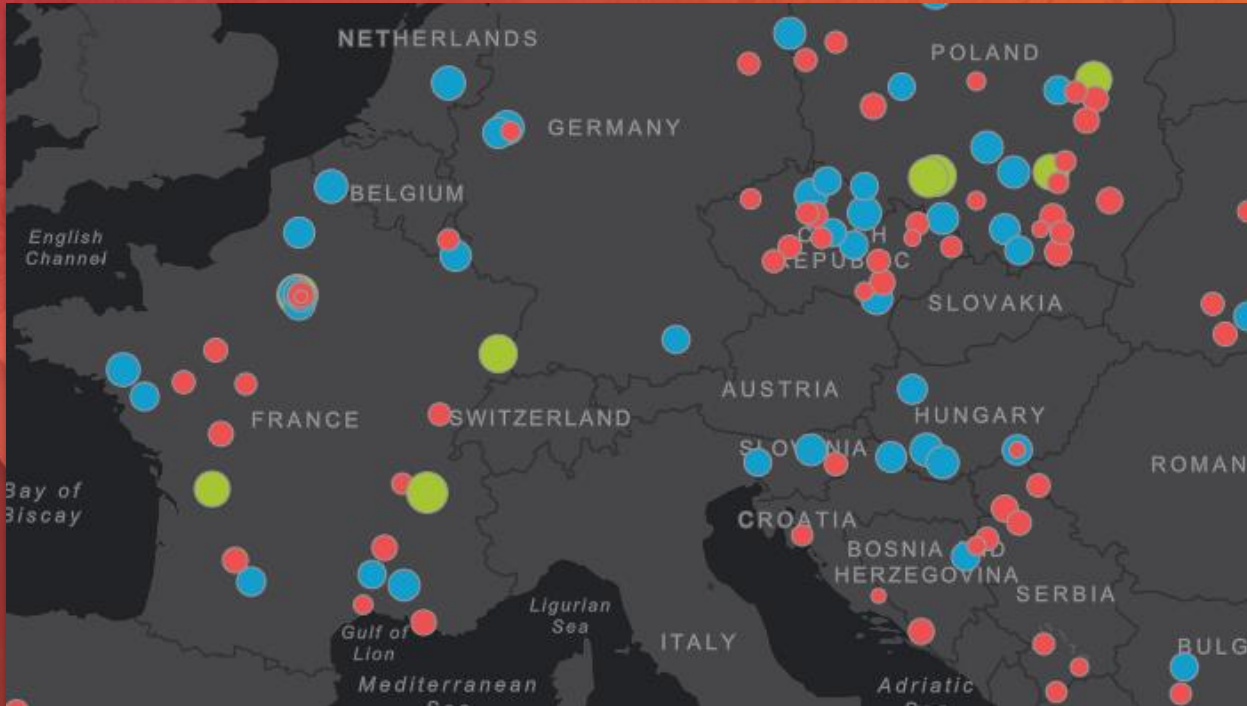 NETHERLANDS
POLAND
GERMANY
BELGIUM
English
Channel
REPUBLIC
SLOVAKIA
AUSTRIA
HUNGARY
FRANCE
SWITZERLAND
ROMAN
Bay of
Biscay
CROATIA
BOSNIA
HERZEGOVINA
SERBIA
Ligurian
Sea
ITALY
Gulf of
Lion
BULG
Mediterranean
Adriatic